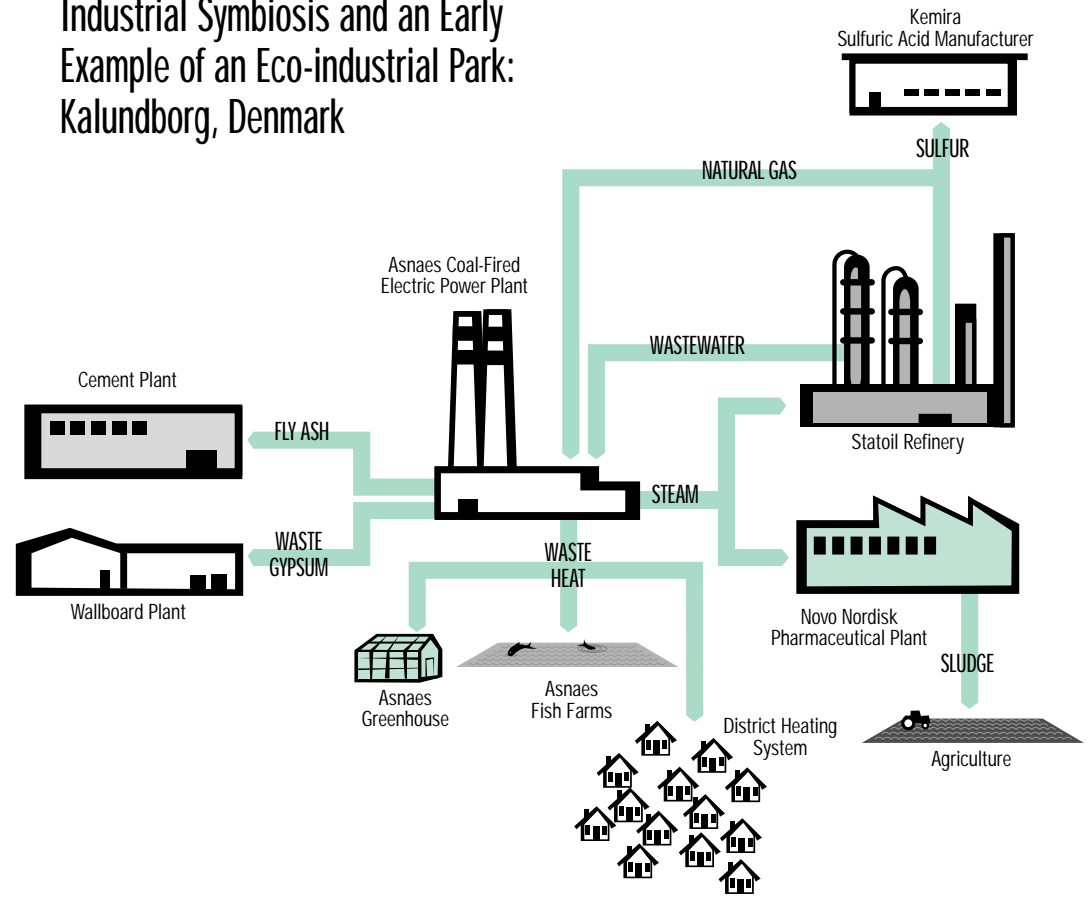 Industrial Symbiosis and an Early
Example of an Eco-industrial Park:
Kalundborg, Denmark
Kemira
Sulfuric Acid Manufacturer
SULFUR
NATURAL GAS
Asnaes Coal-Fired
Electric Power Plant
WASTEWATER
Cement Plant
FLY ASH
Statoil Refinery
STEAM
WASTE
GYPSUM
WASTE
HEAT
Wallboard Plant
Novo Nordisk
Pharmaceutical Plant
SLUDGE
Asnaes
Greenhouse
Asnaes
Fish Farms
District Heating
System
Agriculture